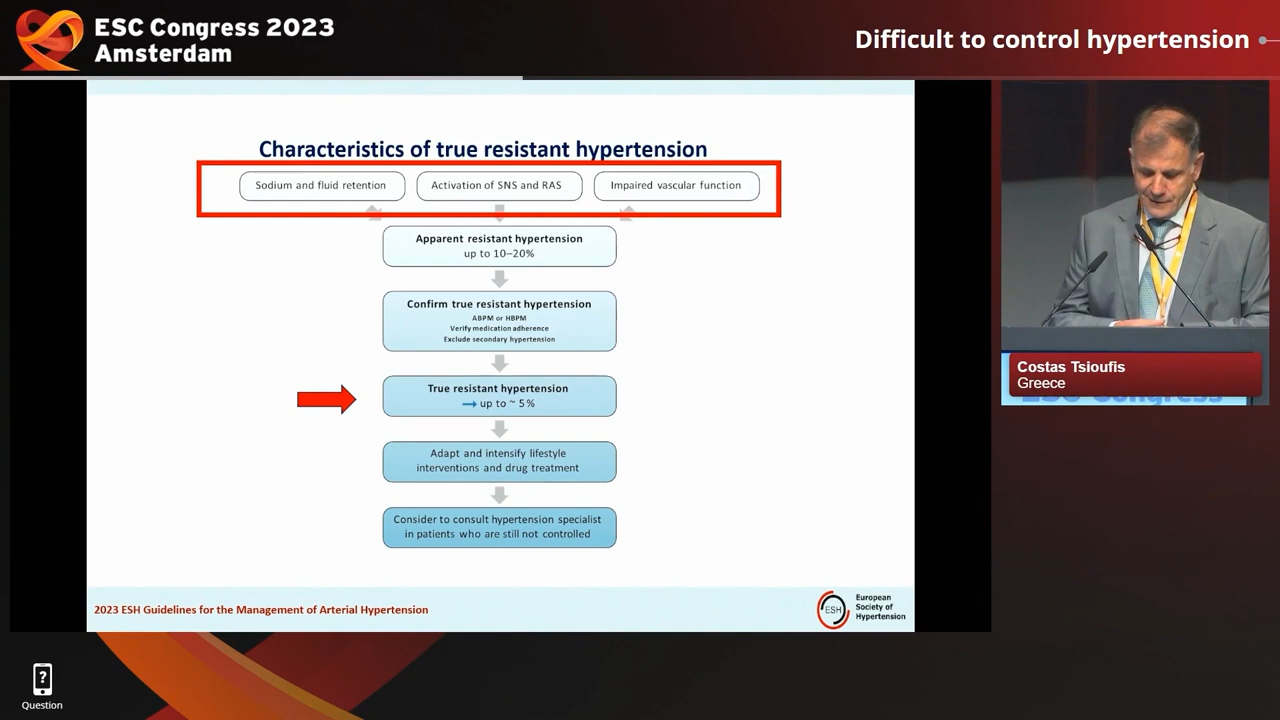 ESC Congress 2023
Amsterdam
Difficult to control hypertension
Characteristics of true resistant hypertension
Sodium and fluid retention
Activation of SNS and RAS
Impaired vascular function
Apparent resistant hypertension
up to 10–20%
Confirm true resistant hypertension
ABPM or HBPM
Verify medication adherence
Exclude secondary hypertension
True resistant hypertension
up to ~ 5%
Adapt and intensify lifestyle
interventions and drug treatment
Consider to consult hypertension specialist
in patients who are still not controlled
2023 ESH Guidelines for the Management of Arterial Hypertension
ESH
European
Society of
Hypertension
Costas Tsioufis
Greece
?
Question